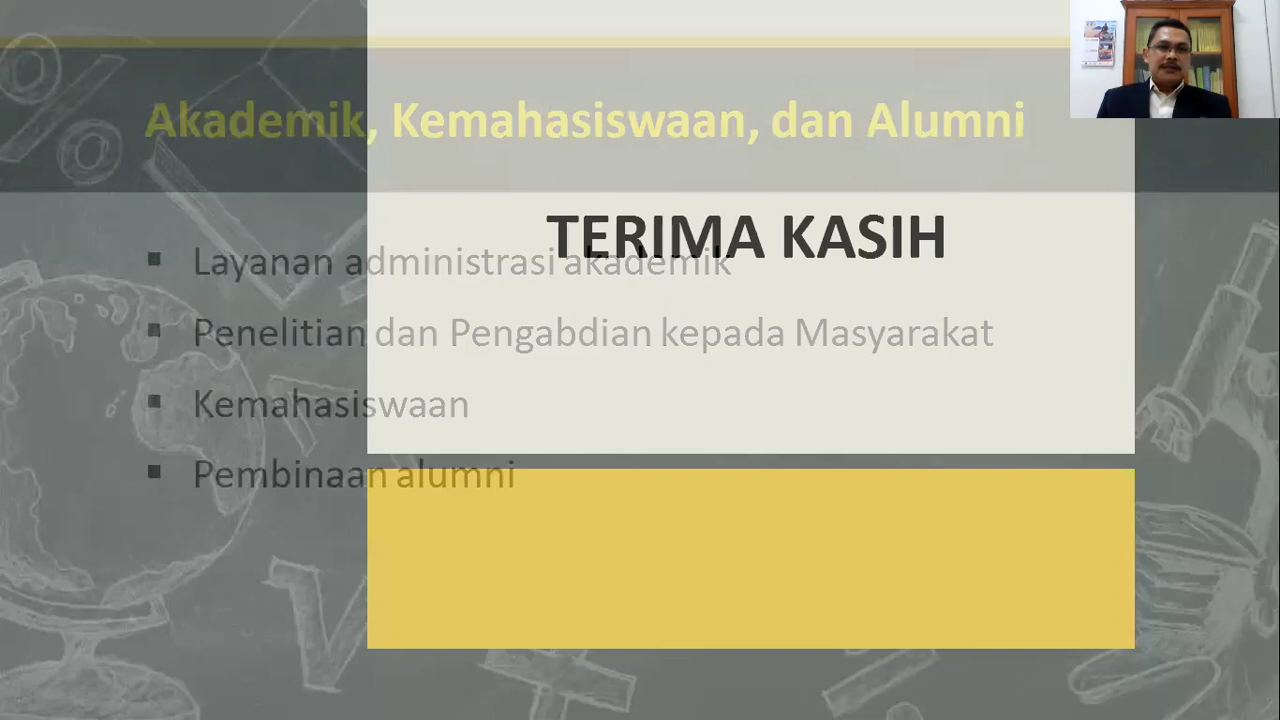 Akademik, Kemahasiswaan, dan Alumni
TERIMA KASIH
Layanan administrasi akademik
Penelitian dan Pengabdian kepada Masyarakat
Kemahasiswaan
Pembinaan alumni